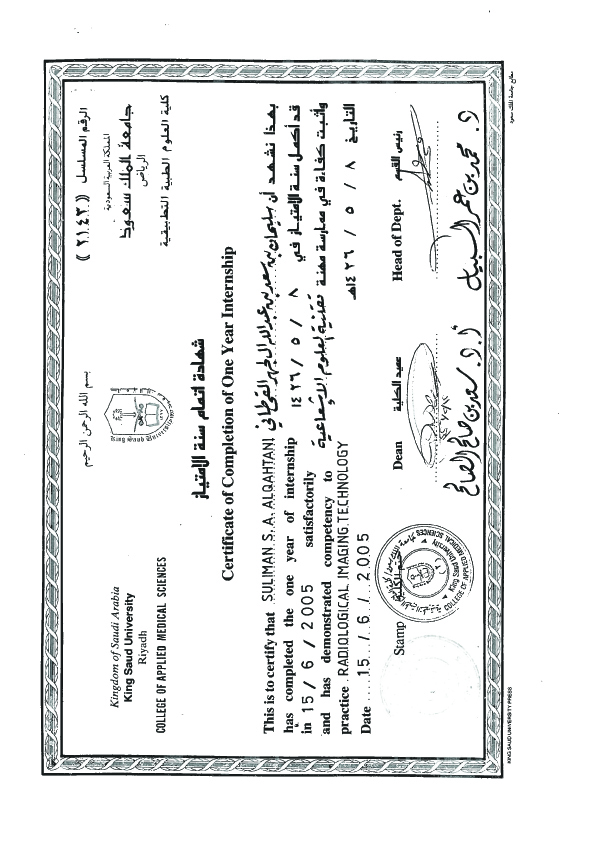 Kingdom of Saudi Arabia
King Saud University
Riyadh
COLLEGE OF APPLIED MEDICAL SCIENCES
بسم الله الرحمن الرحيم
King Saud University
الرقم المسلسل (( ٢١٤٣٠ ))
المملكة العربية السعودية
جامعة الملك سعود
الرياض
كلية العلوم الطبية التطبيقية
شهادة اتمام سنة الامتياز
Certificate of Completion of One Year Internship
بهذا نشهد أن سليمان بن سعد بن عبدالله ال القحطاني
قد أكمل سنة الامتياز في ٨ / ٥ / ١٤٢٦
وأثبت كفاءة في ممارسة مهنة تقنية العلوم الإشعاعية
التاريخ ٨ / ٥ / ١٤٢٦هـ
This is to certify that SULIMAN S. A. ALQAHTANI
has completed the one year of internship
in 15 / 6 / 2005 satisfactorily
and has demonstrated competency to
practice RADIOLOGICAL IMAGING TECHNOLOGY
Date 15 / 6 / 2005
Stamp
King Saud University
COLLEGE OF APPLIED MEDICAL SCIENCES
Dean عميد الكلية
أ.د. سعد بن صالح الصالح
Head of Dept. رئيس القسم
د. محمد بن عمر السبيل
KING SAUD UNIVERSITY PRESS
مطابع جامعة الملك سعود